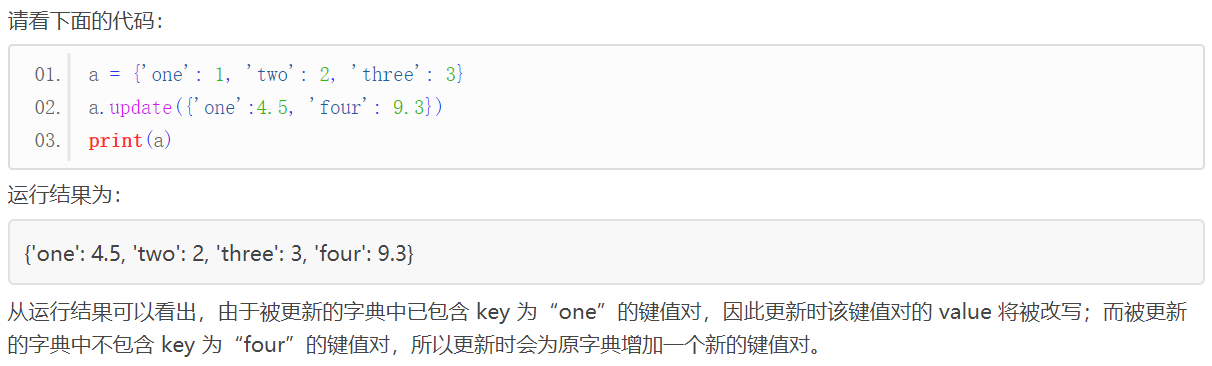 请看下面的代码：
01. a = {'one': 1, 'two': 2, 'three': 3}
02. a.update({'one':4.5, 'four': 9.3})
03. print(a)
运行结果为：
{'one': 4.5, 'two': 2, 'three': 3, 'four': 9.3}
从运行结果可以看出，由于被更新的字典中已包含 key 为“one”的键值对，因此更新时该键值对的 value 将被改写；而被更新
的字典中不包含 key 为“four”的键值对，所以更新时会为原字典增加一个新的键值对。